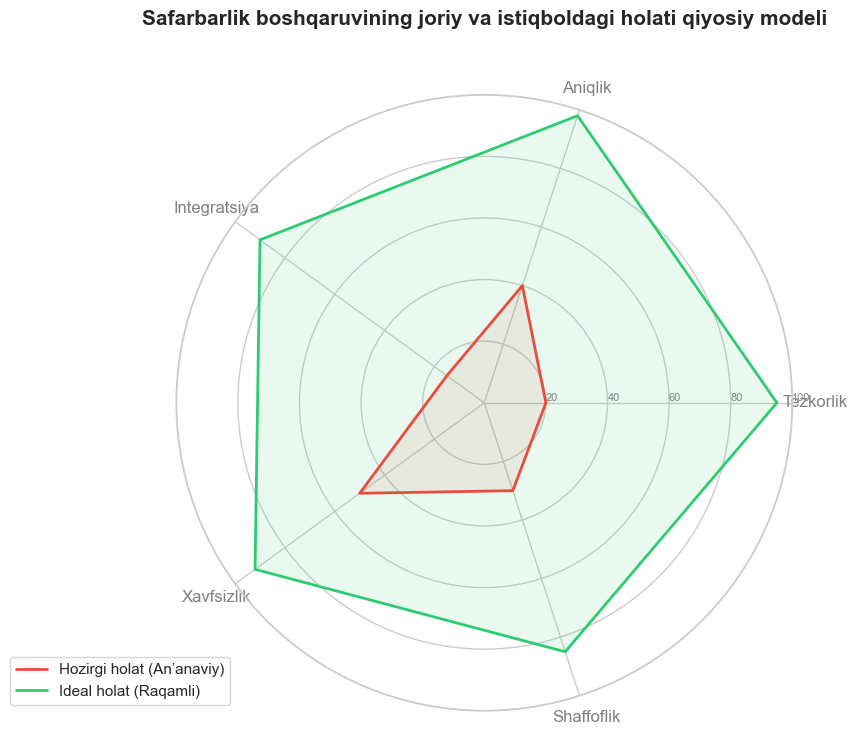 Safarbarlik boshqaruvining joriy va istiqboldagi holati qiyosiy modeli
Aniqlik
Integratsiya
20
40
60
80
100
Tezkorlik
Xavfsizlik
Shaffoflik
Hozirgi holat (An'anaviy)
Ideal holat (Raqamli)